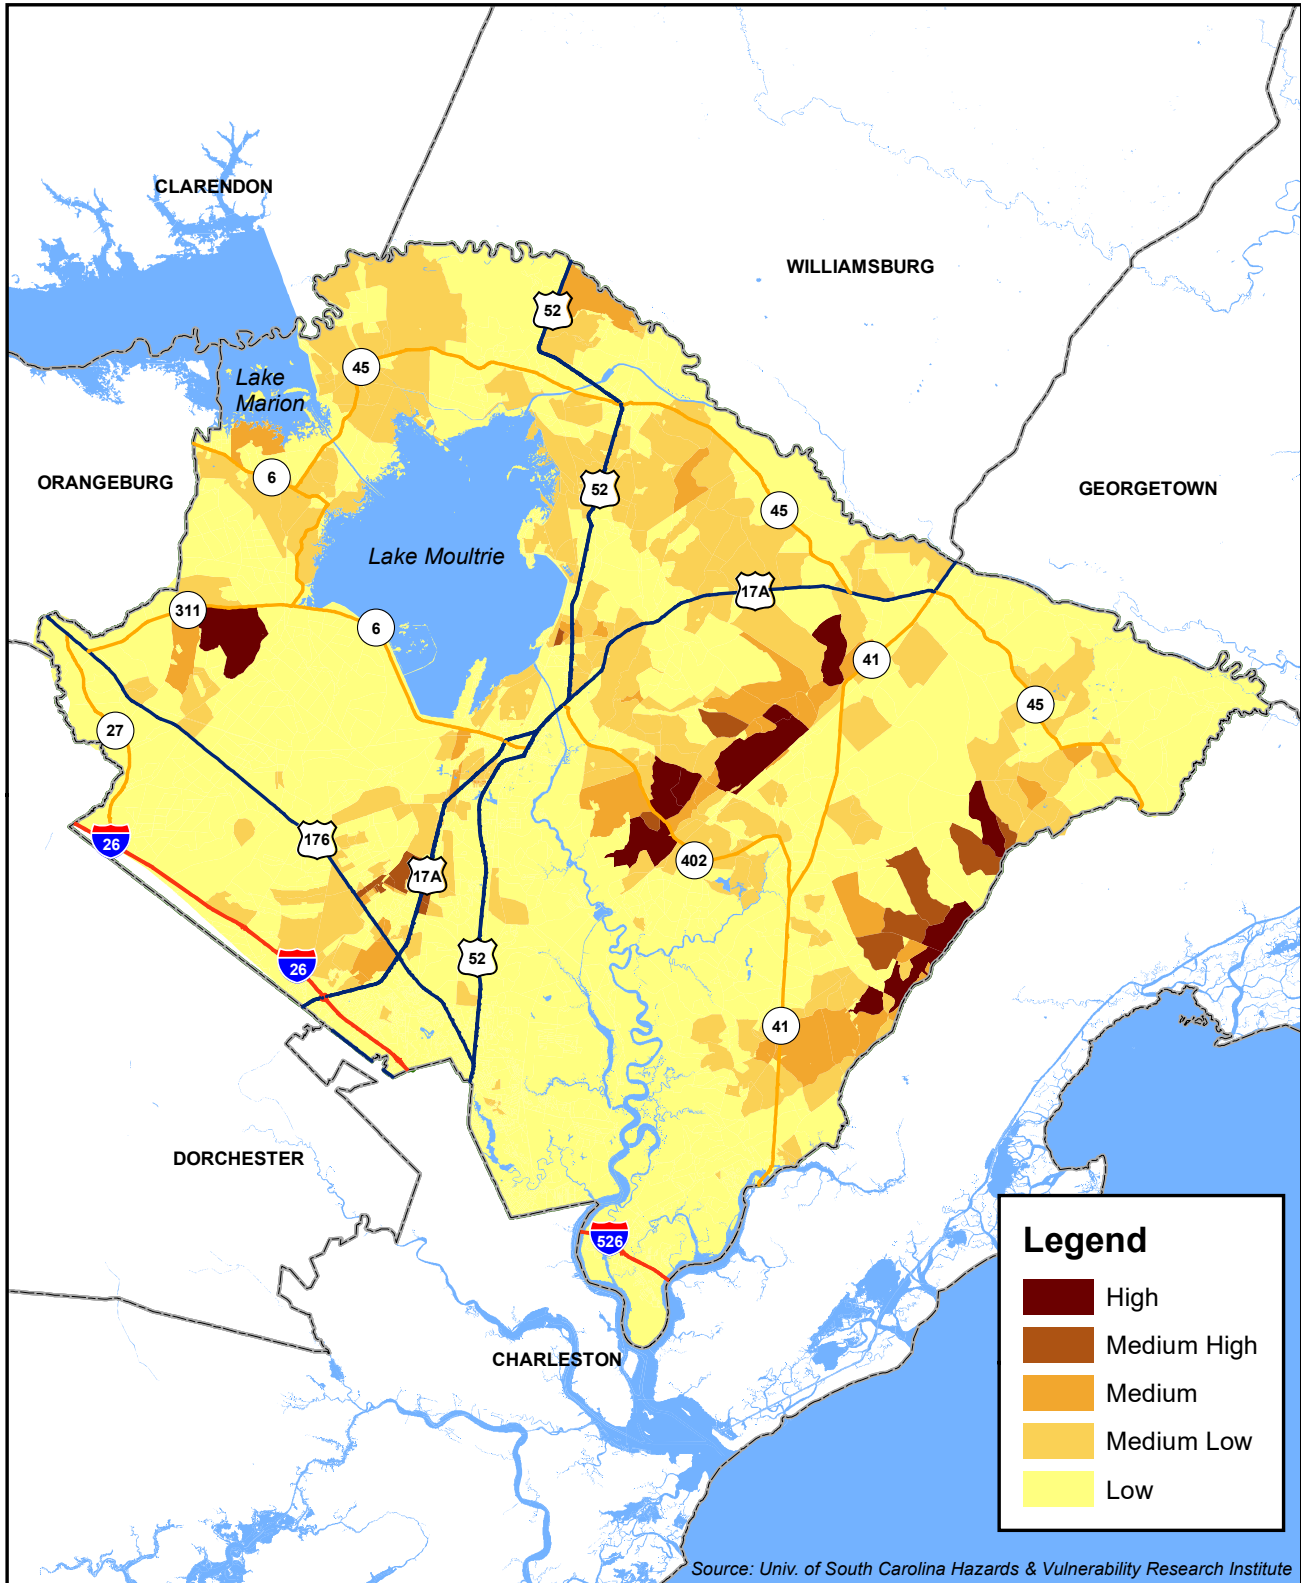 CLARENDON
WILLIAMSBURG
52
45
Lake
Marion
6
ORANGEBURG
52
GEORGETOWN
45
Lake Moultrie
17A
311
6
41
45
27
26
176
17A
402
52
26
41
DORCHESTER
526
CHARLESTON
Legend
High
Medium High
Medium
Medium Low
Low
Source: Univ. of South Carolina Hazards & Vulnerability Research Institute